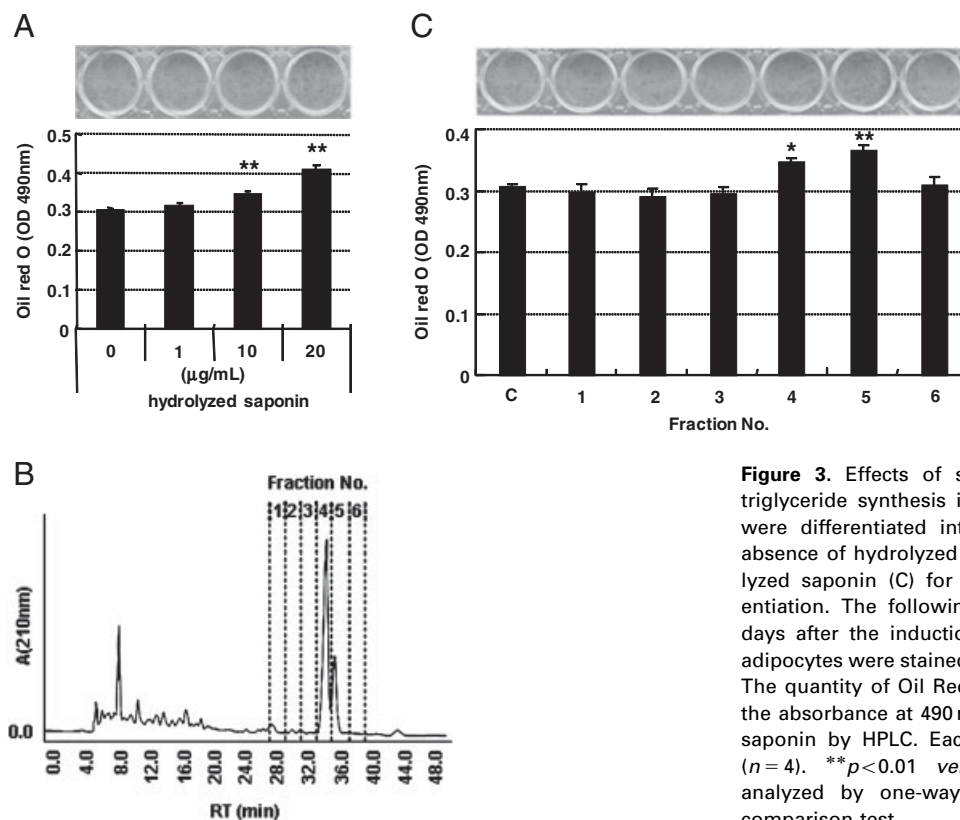 A
**
**
0.5
0.4
0.3
0.2
0.1
0
Oil red O (OD 490nm)
0 1 10 20
(μg/mL)
hydrolyzed saponin
C
*
**
0.4
0.3
0.2
0.1
0
Oil red O (OD 490nm)
C 1 2 3 4 5 6
Fraction No.
B
Fraction No.
1 2 3 4 5 6
A(210nm)
0.0
0.0 4.0 8.0 12.0 16.0 20.0 24.0 28.0 32.0 36.0 40.0 44.0 48.0
RT (min)
Figure 3. Effects of s
triglyceride synthesis i
were differentiated int
absence of hydrolyzed
lyzed saponin (C) for
entiation. The followin
days after the inductio
adipocytes were stained
The quantity of Oil Red
the absorbance at 490 n
saponin by HPLC. Eac
(n = 4). **p<0.01 ver
analyzed by one-way
comparison test